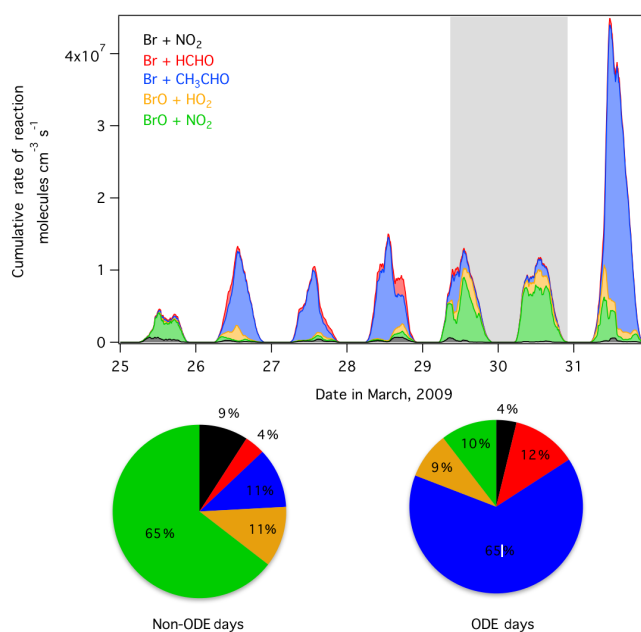 Br + NO2
Br + HCHO
Br + CH3CHO
BrO + HO2
BrO + NO2
Cumulative rate of reaction
molecules cm-3 s-1
4x10^7
3
2
1
0
25 26 27 28 29 30 31
Date in March, 2009
9%
4%
11%
11%
65%
Non-ODE days
4%
12%
10%
9%
ODE days